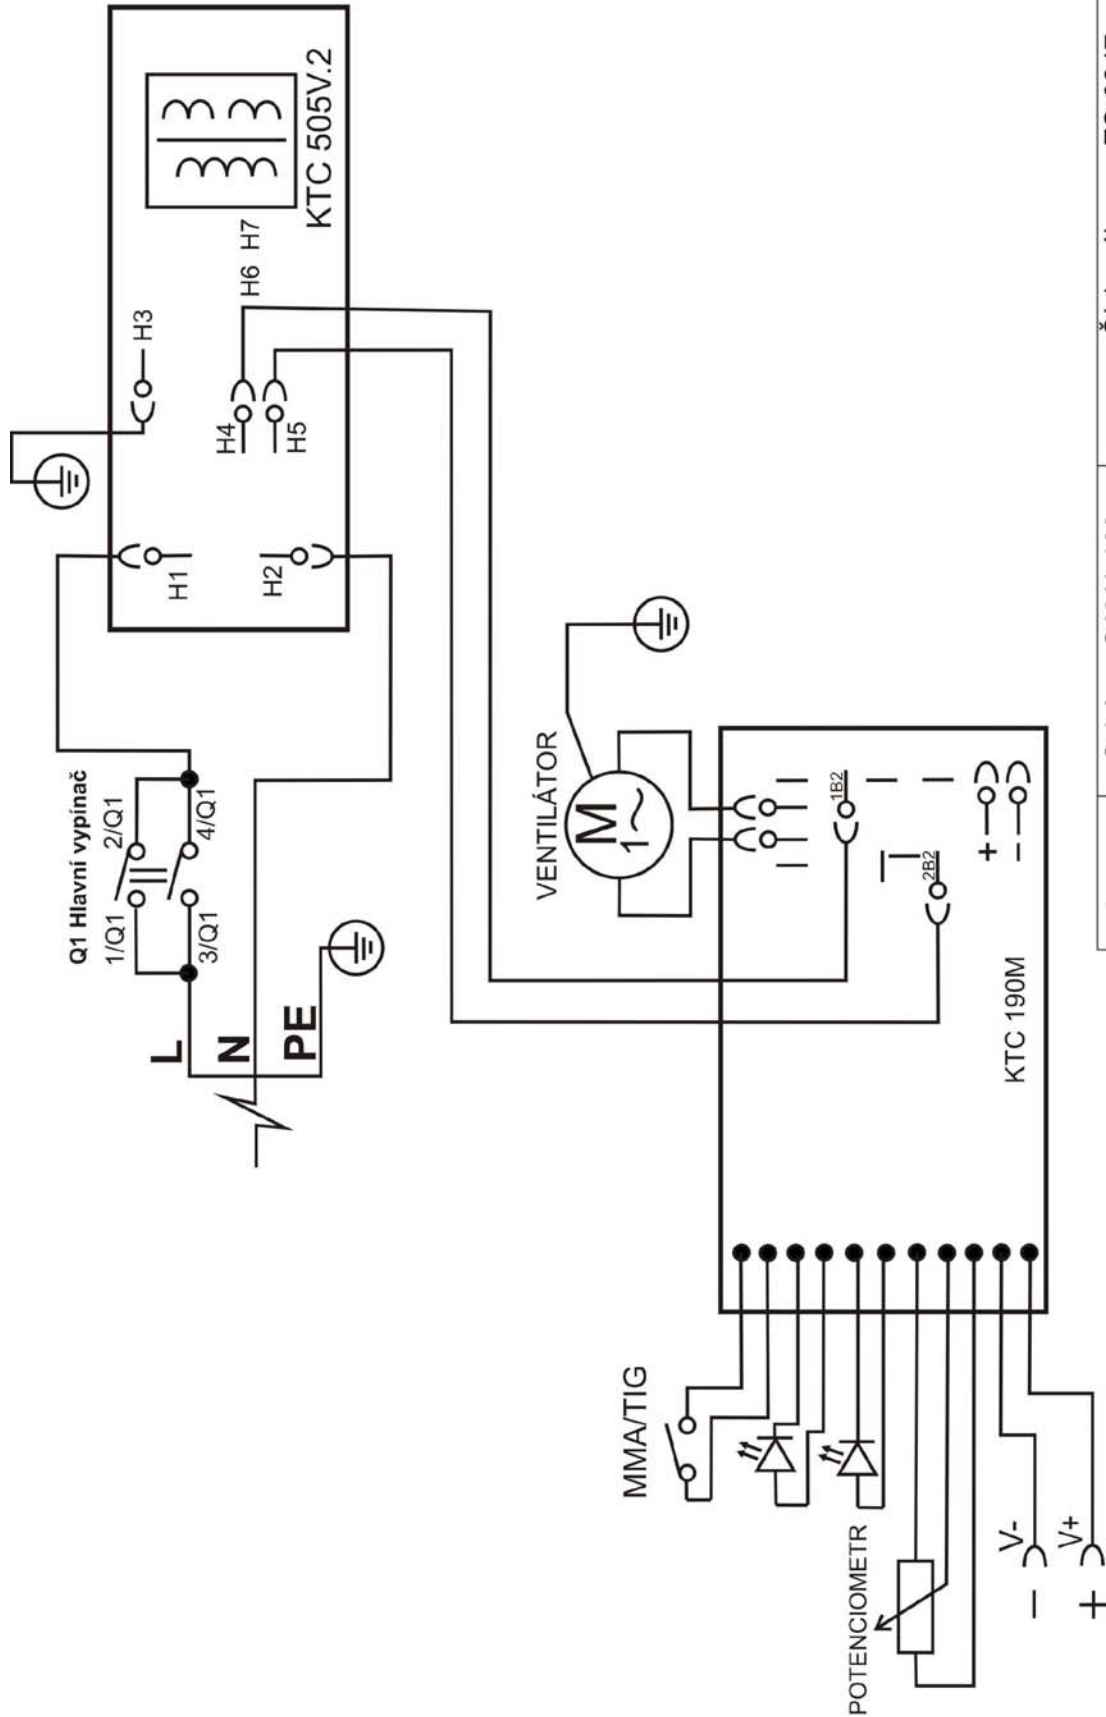 KTC 505V.2
H7
H6
H3
H4
H5
H1
H2
Q1 Hlavní vypínač
2/Q1
4/Q1
1/Q1
3/Q1
L
N
PE
VENTILÁTOR
M
1~
1B2
2B2
+
−
KTC 190M
MMA/TIG
POTENCIOMETR
V-
−
V+
+